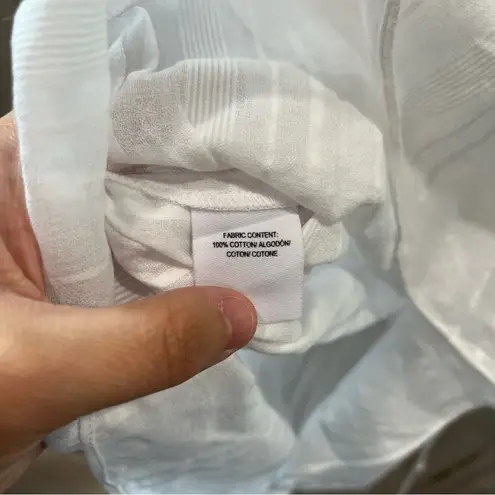 FABRIC CONTENT:
100% COTTON/ ALGODÓN/
COTON/ COTONE